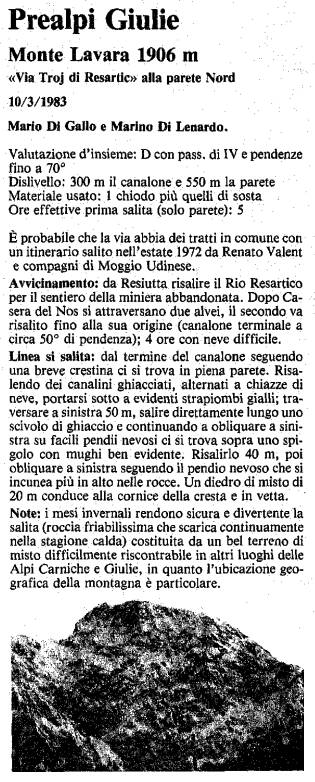 Prealpi Giulie
Monte Lavara 1906 m
«Via Troj di Resartic» alla parete Nord
10/3/1983
Mario Di Gallo e Marino Di Lenardo.
Valutazione d'insieme: D con pass. di IV e pendenze
fino a 70°
Dislivello: 300 m il canalone e 550 m la parete
Materiale usato: 1 chiodo più quelli di sosta
Ore effettive prima salita (solo parete): 5
È probabile che la via abbia dei tratti in comune con
un itinerario salito nell'estate 1972 da Renato Valent
e compagni di Moggio Udinese.
Avvicinamento: da Resiutta risalire il Rio Resartico
per il sentiero della miniera abbandonata. Dopo Ca-
sera del Nos si attraversano due alvei, il secondo va
risalito fino alla sua origine (canalone terminale a
circa 50° di pendenza); 4 ore con neve difficile.
Linea si salita: dal termine del canalone seguendo
una breve crestina ci si trova in piena parete. Risa-
lendo dei canalini ghiacciati, alternati a chiazze di
neve, portarsi sotto a evidenti strapiombi gialli; tra-
versare a sinistra 50 m, salire direttamente lungo uno
scivolo di ghiaccio e continuando a obliquare a sini-
stra su facili pendii nevosi ci si trova sopra uno spi-
golo con mughi ben evidente. Risalirlo 40 m, poi
obliquare a sinistra seguendo il pendio nevoso che si
incunea più in alto nelle rocce. Un diedro di misto di
20 m conduce alla cornice della cresta e in vetta.
Note: i mesi invernali rendono sicura e divertente la
salita (roccia friabilissima che scarica continuamente
nella stagione calda) costituita da un bel terreno di
misto difficilmente riscontrabile in altri luoghi delle
Alpi Carniche e Giulie, in quanto l'ubicazione geo-
grafica della montagna è particolare.